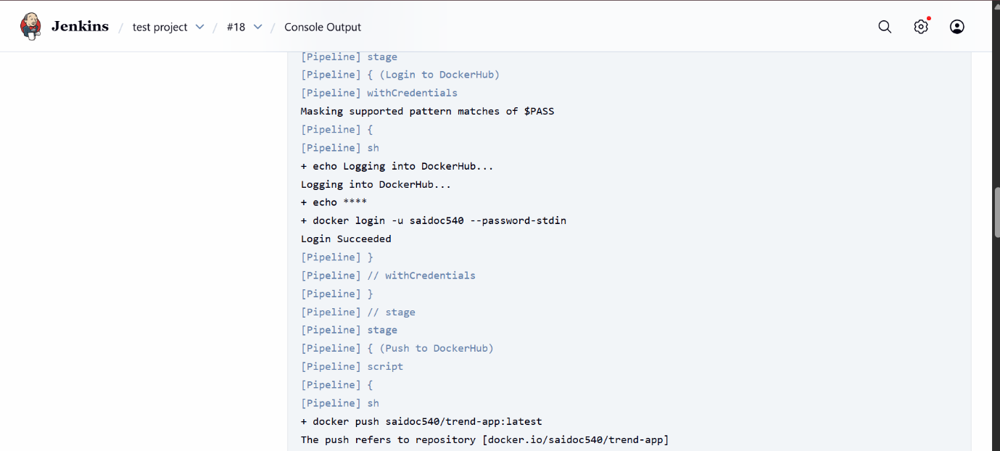 Jenkins / test project / #18 / Console Output
[Pipeline] stage
[Pipeline] { (Login to DockerHub)
[Pipeline] withCredentials
Masking supported pattern matches of $PASS
[Pipeline] {
[Pipeline] sh
+ echo Logging into DockerHub...
Logging into DockerHub...
+ echo ****
+ docker login -u saidoc540 --password-stdin
Login Succeeded
[Pipeline] }
[Pipeline] // withCredentials
[Pipeline] }
[Pipeline] // stage
[Pipeline] stage
[Pipeline] { (Push to DockerHub)
[Pipeline] script
[Pipeline] {
[Pipeline] sh
+ docker push saidoc540/trend-app:latest
The push refers to repository [docker.io/saidoc540/trend-app]